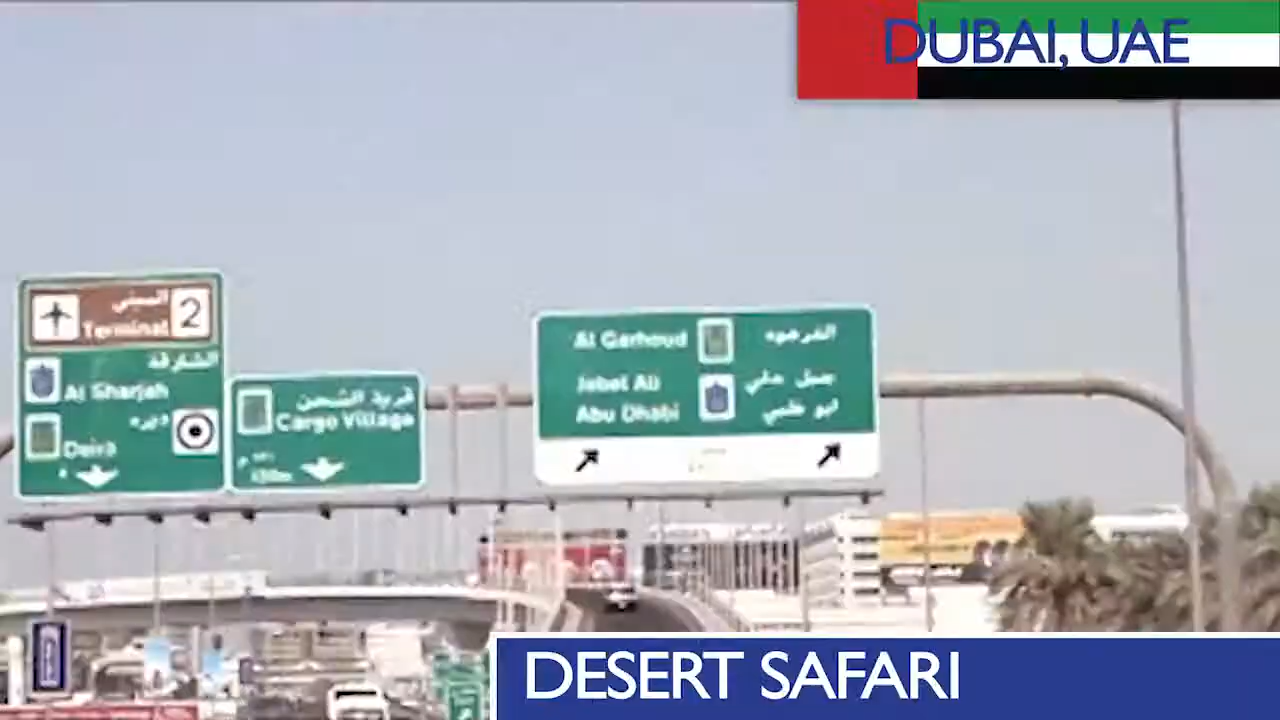 DUBAI, UAE
المبنى
Terminal 2
الشارقة
Al Sharjah
ديره
Deira
قرية الشحن
Cargo Village
Al Garhoud
القرهود
Jebel Ali
جبل علي
Abu Dhabi
ابو ظبي
DESERT SAFARI